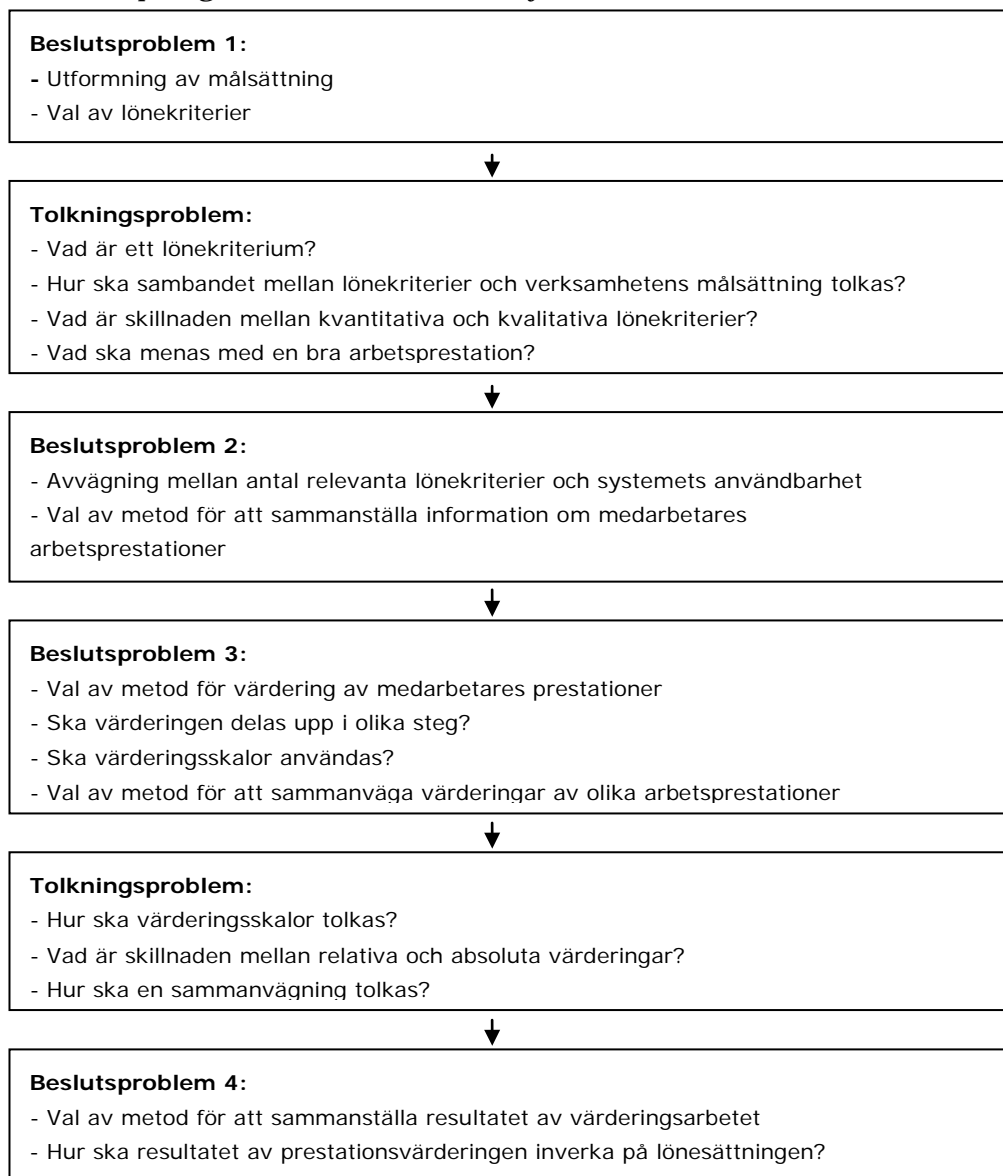 Beslutsproblem 1:
- Utformning av målsättning
- Val av lönekriterier
Tolkningsproblem:
- Vad är ett lönekriterium?
- Hur ska sambandet mellan lönekriterier och verksamhetens målsättning tolkas?
- Vad är skillnaden mellan kvantitativa och kvalitativa lönekriterier?
- Vad ska menas med en bra arbetsprestation?
Beslutsproblem 2:
- Avvägning mellan antal relevanta lönekriterier och systemets användbarhet
- Val av metod för att sammanställa information om medarbetares
arbetsprestationer
Beslutsproblem 3:
- Val av metod för värdering av medarbetares prestationer
- Ska värderingen delas upp i olika steg?
- Ska värderingsskalor användas?
- Val av metod för att sammanväga värderingar av olika arbetsprestationer
Tolkningsproblem:
- Hur ska värderingsskalor tolkas?
- Vad är skillnaden mellan relativa och absoluta värderingar?
- Hur ska en sammanvägning tolkas?
Beslutsproblem 4:
- Val av metod för att sammanställa resultatet av värderingsarbetet
- Hur ska resultatet av prestationsvärderingen inverka på lönesättningen?